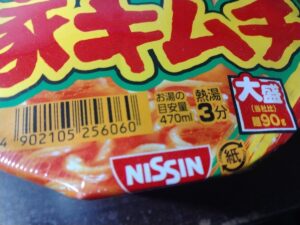 豚キムチ
お湯の
目安量
470ml
熱湯
3分
大盛
(当社比)
麺90g
4 902105 256060
NISSIN
紙